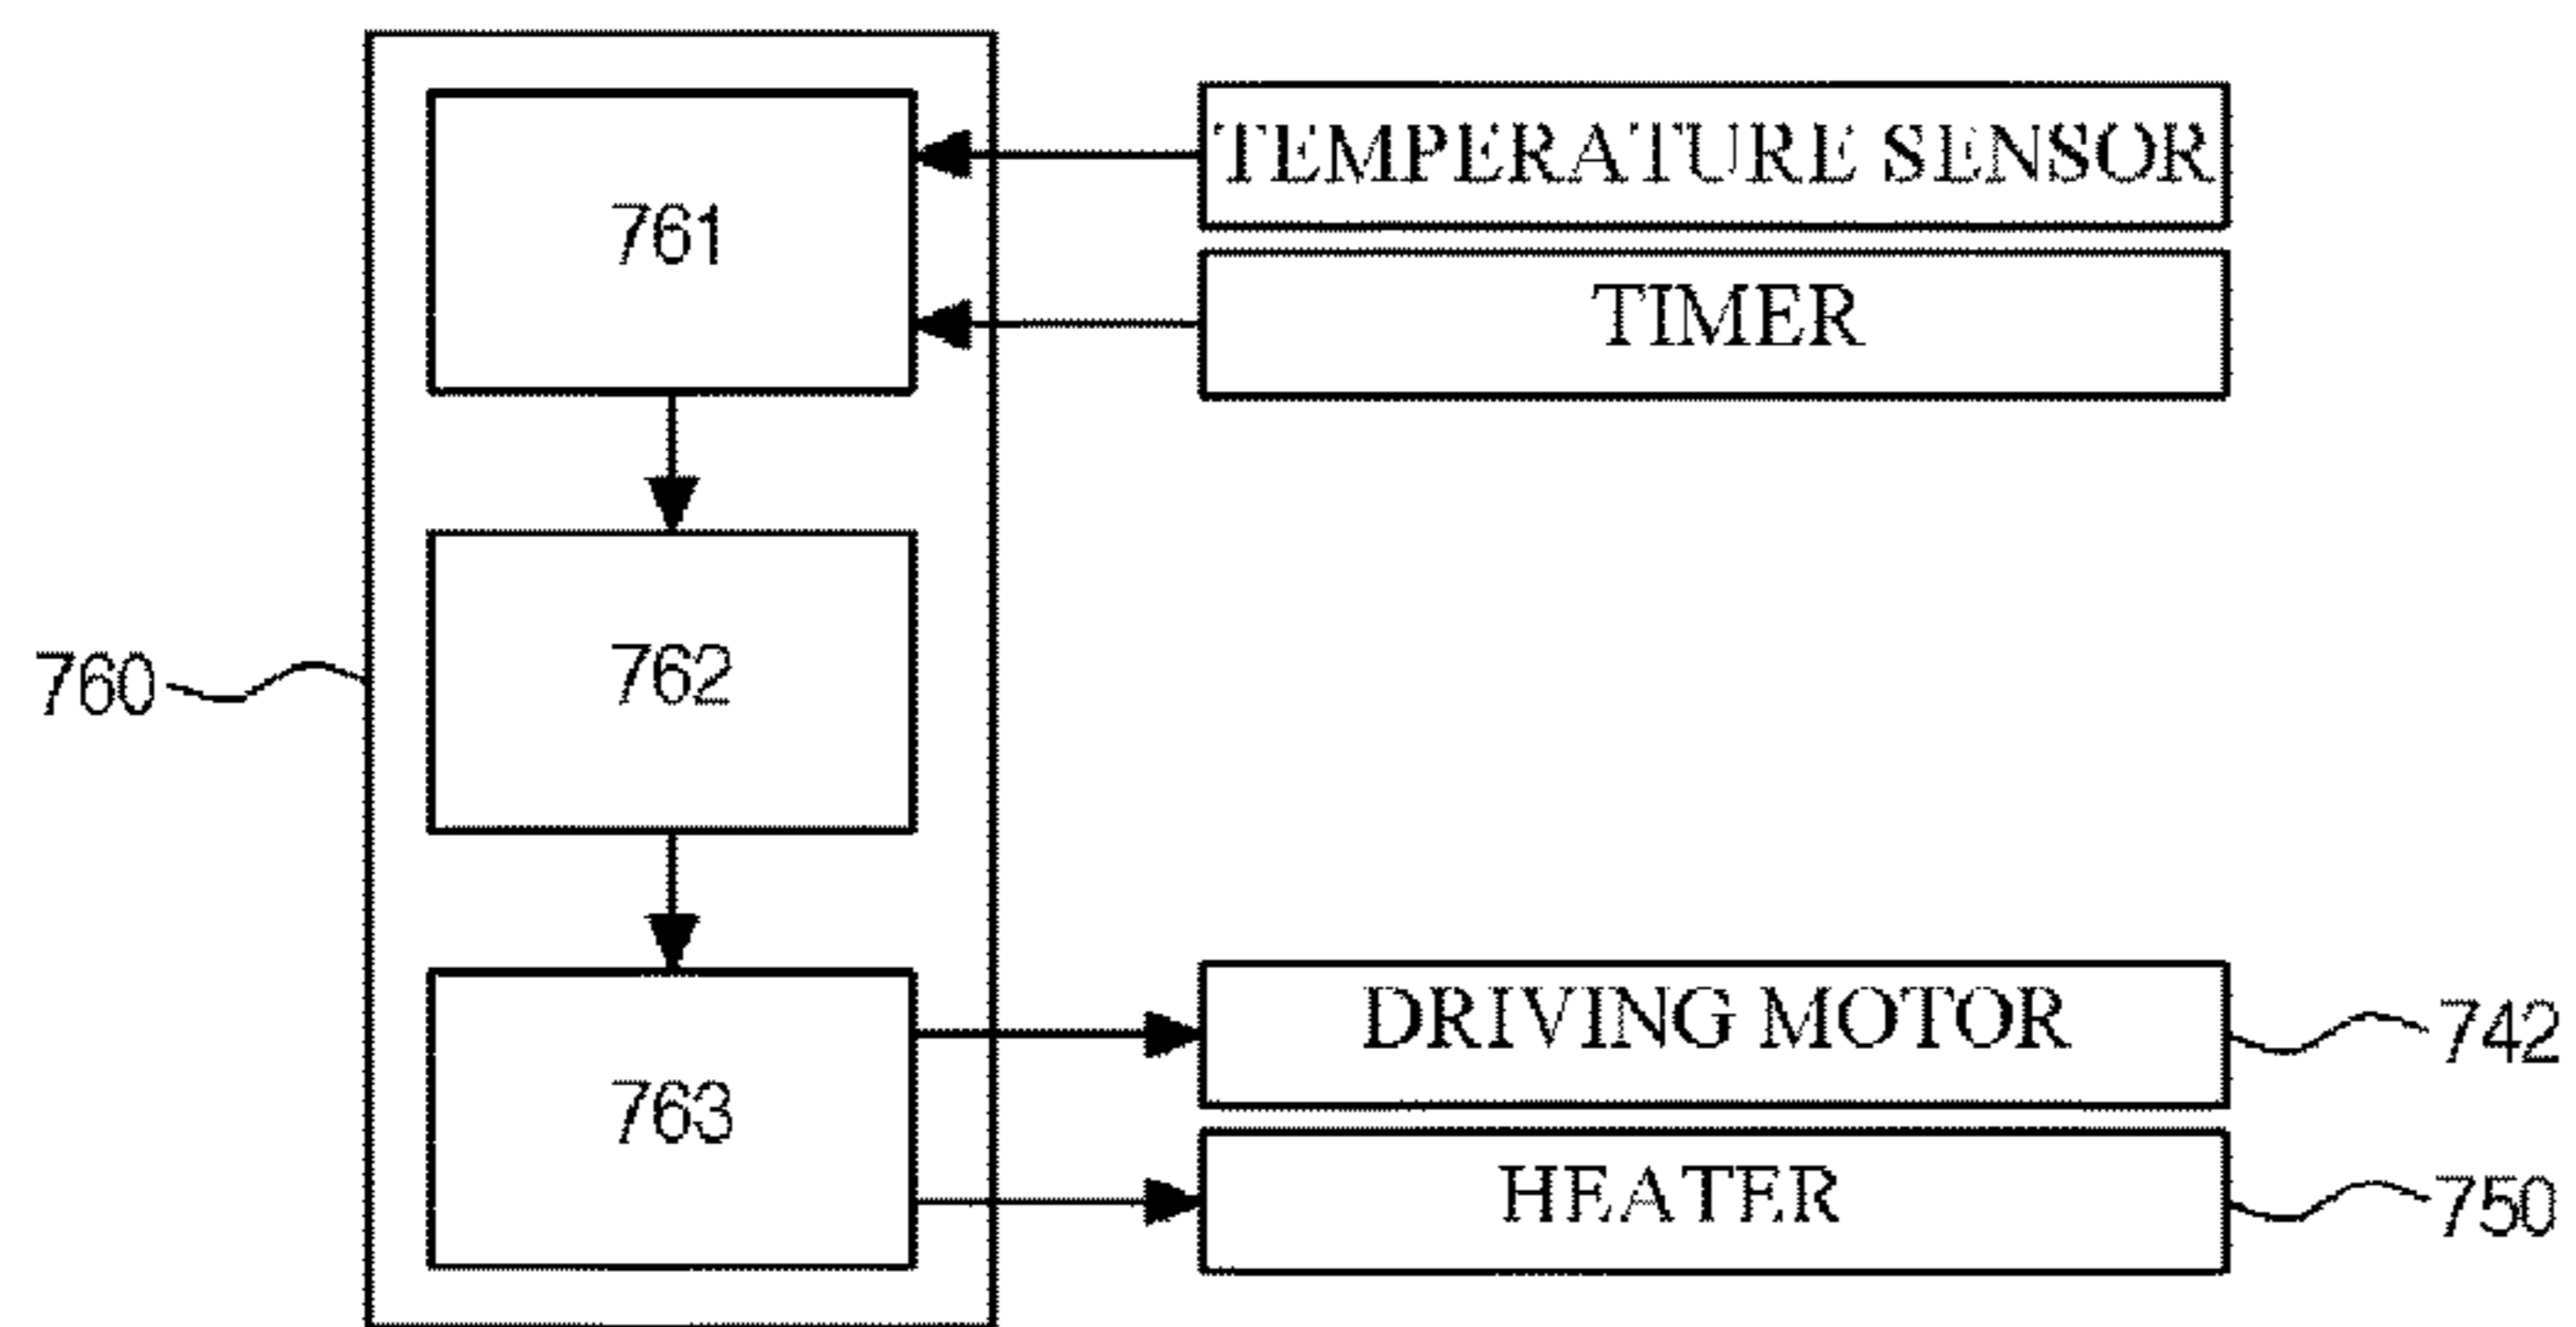 TEMPERATURE SENSOR
761
TIMER
762
760
DRIVING MOTOR
742
763
HEATER
750